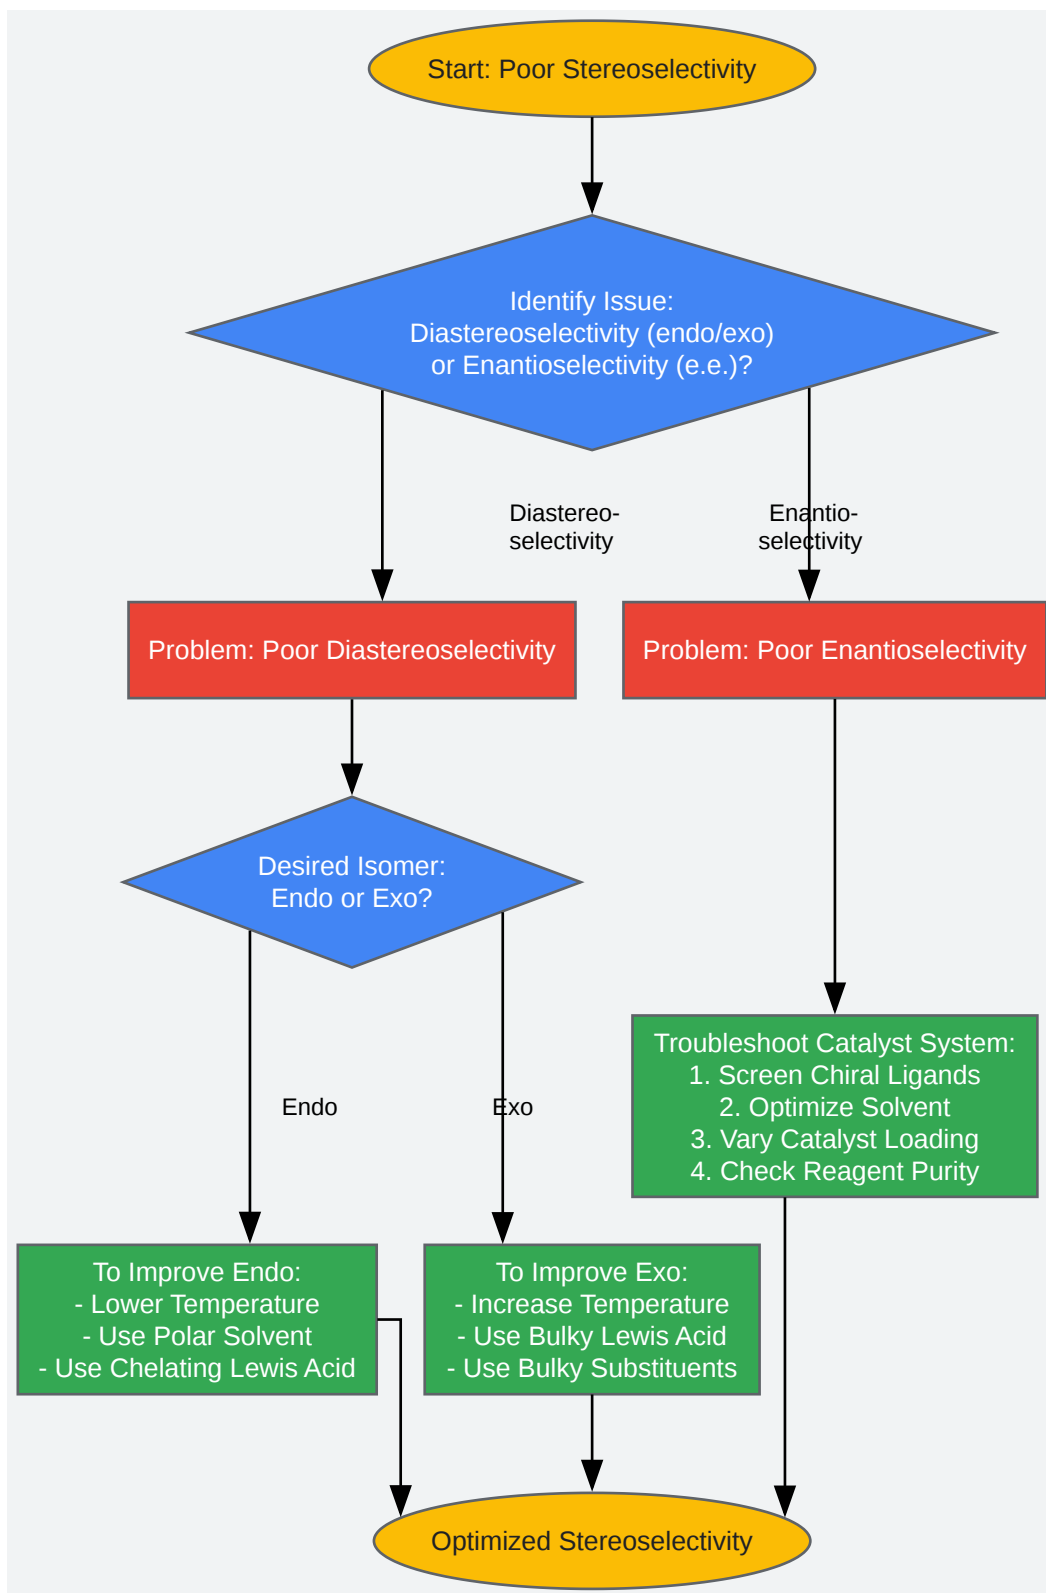 Start: Poor Stereoselectivity
Identify Issue:
Diastereoselectivity (endo/exo)
or Enantioselectivity (e.e.)?
Diastereo-
selectivity
Enantio-
selectivity
Problem: Poor Diastereoselectivity
Problem: Poor Enantioselectivity
Desired Isomer:
Endo or Exo?
Troubleshoot Catalyst System:
1. Screen Chiral Ligands
2. Optimize Solvent
3. Vary Catalyst Loading
4. Check Reagent Purity
Endo
Exo
To Improve Endo:
- Lower Temperature
- Use Polar Solvent
- Use Chelating Lewis Acid
To Improve Exo:
- Increase Temperature
- Use Bulky Lewis Acid
- Use Bulky Substituents
Optimized Stereoselectivity